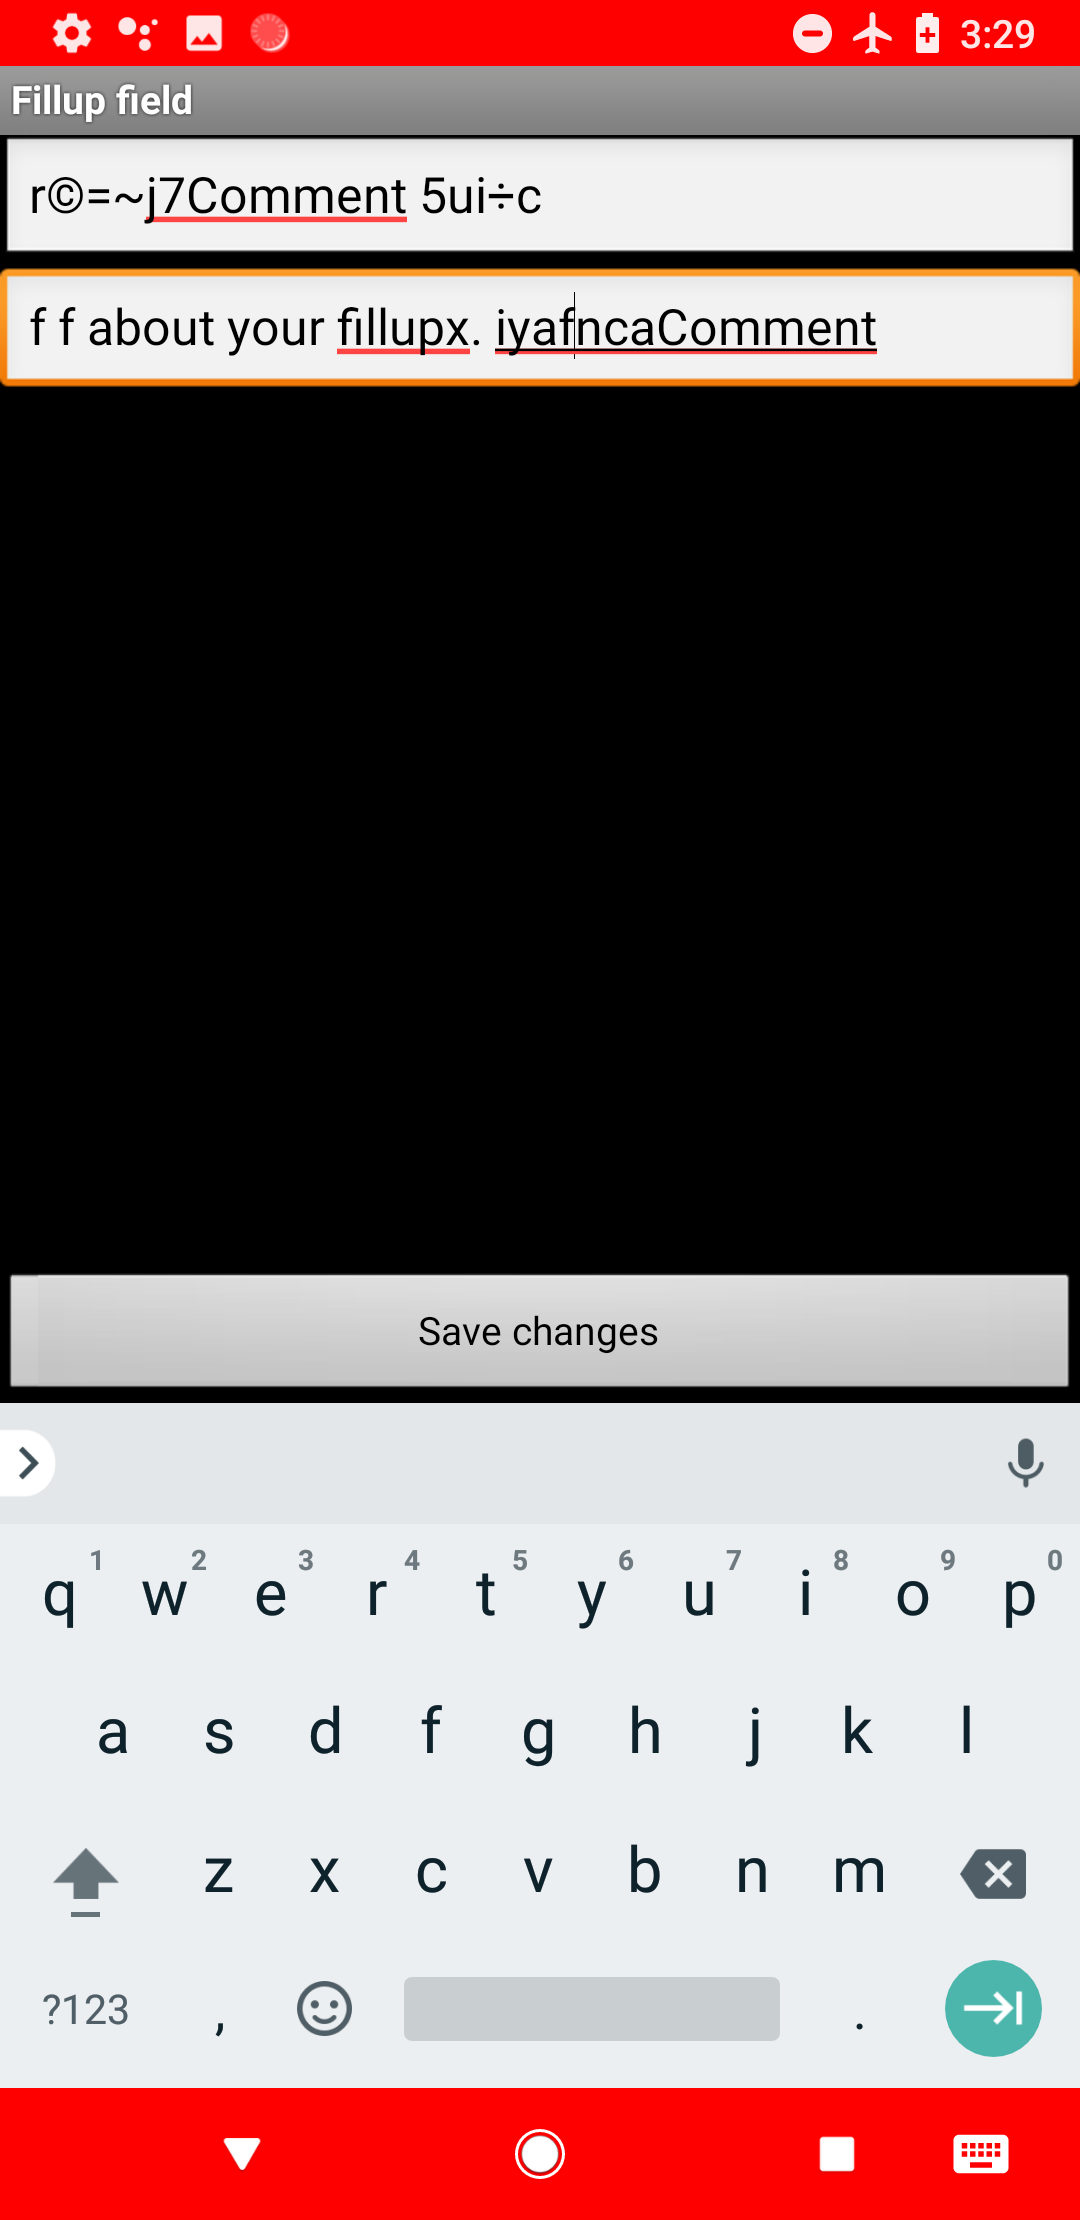 3:29
Fillup field
r©=~j7Comment 5ui÷c
f f about your fillupx. iyafncaComment
Save changes
1 2 3 4 5 6 7 8 9 0
q w e r t y u i o p
a s d f g h j k l
z x c v b n m
?123 , .